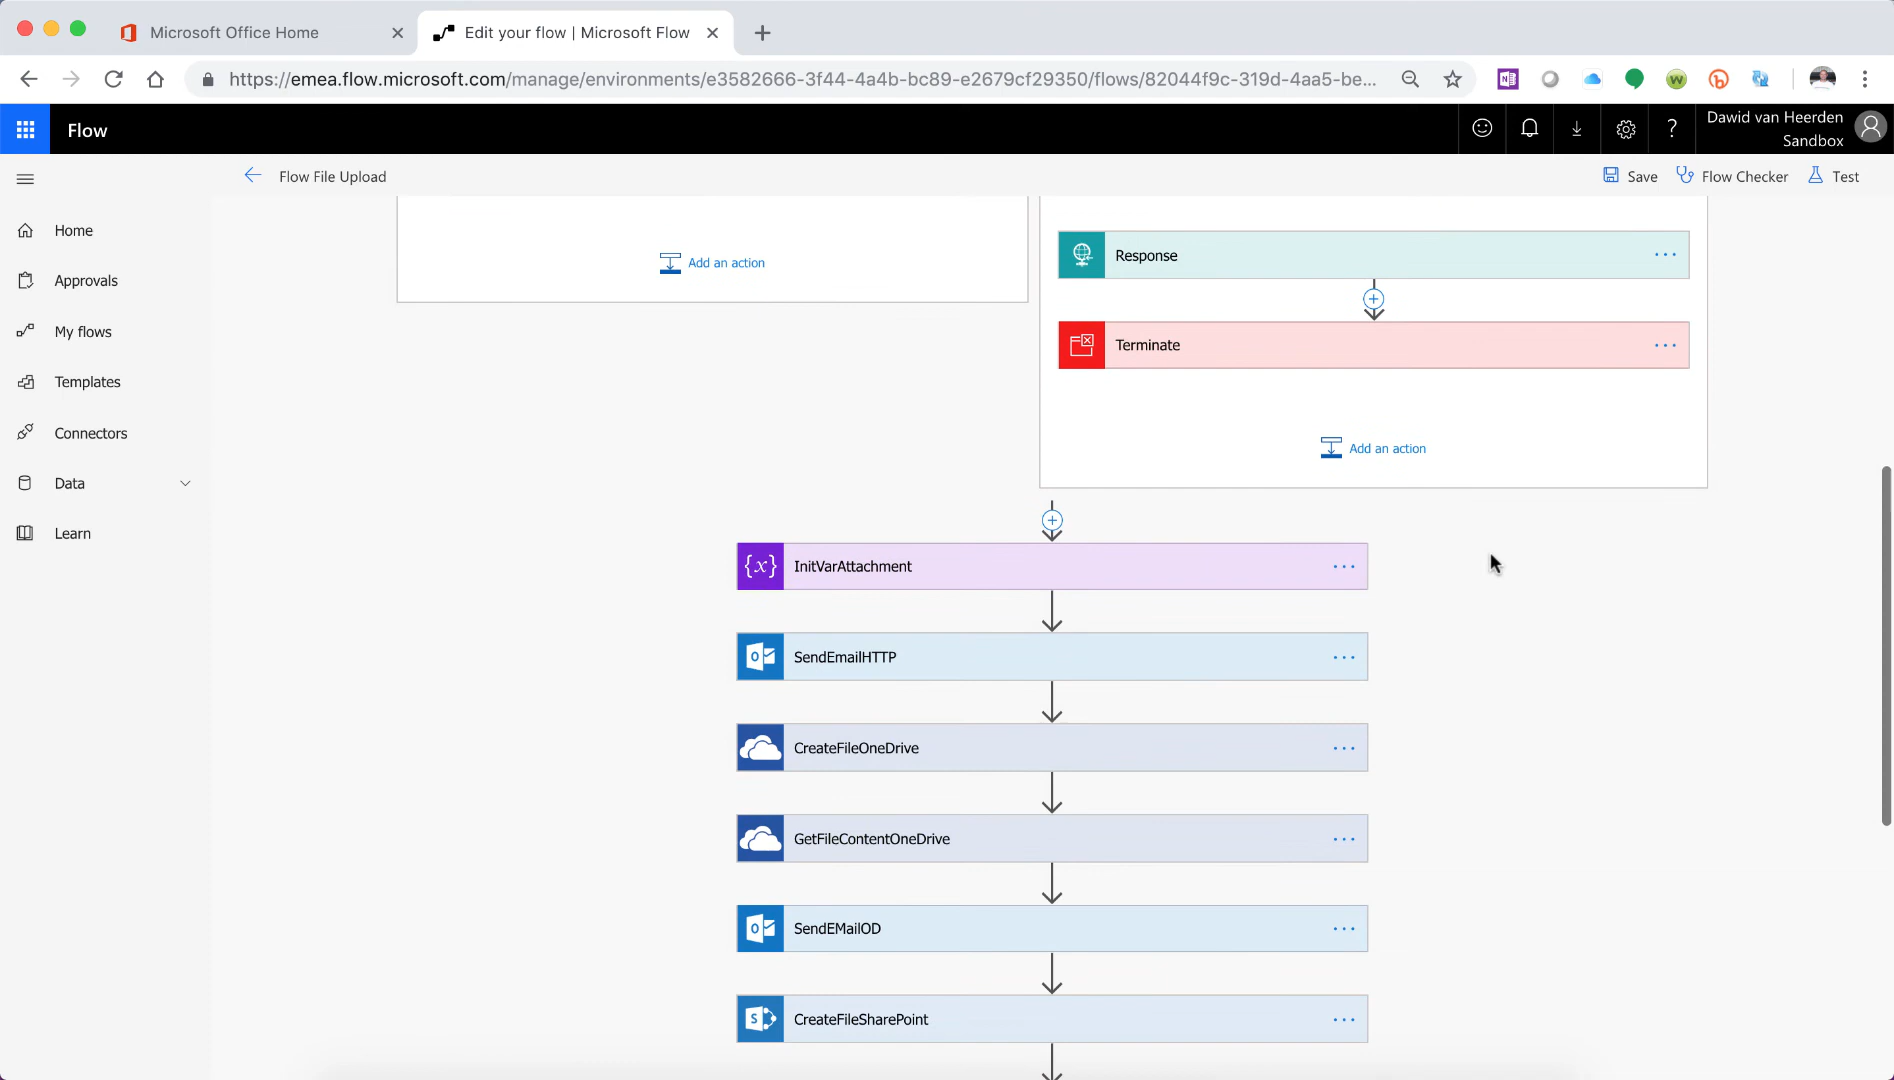 Microsoft Office Home
Edit your flow | Microsoft Flow
https://emea.flow.microsoft.com/manage/environments/e3582666-3f44-4a4b-bc89-e2679cf29350/flows/82044f9c-319d-4aa5-be...
Flow
Dawid van Heerden
Sandbox
Flow File Upload
Save
Flow Checker
Test
Home
Approvals
My flows
Templates
Connectors
Data
Learn
Add an action
Response
Terminate
Add an action
InitVarAttachment
SendEmailHTTP
CreateFileOneDrive
GetFileContentOneDrive
SendEMailOD
CreateFileSharePoint